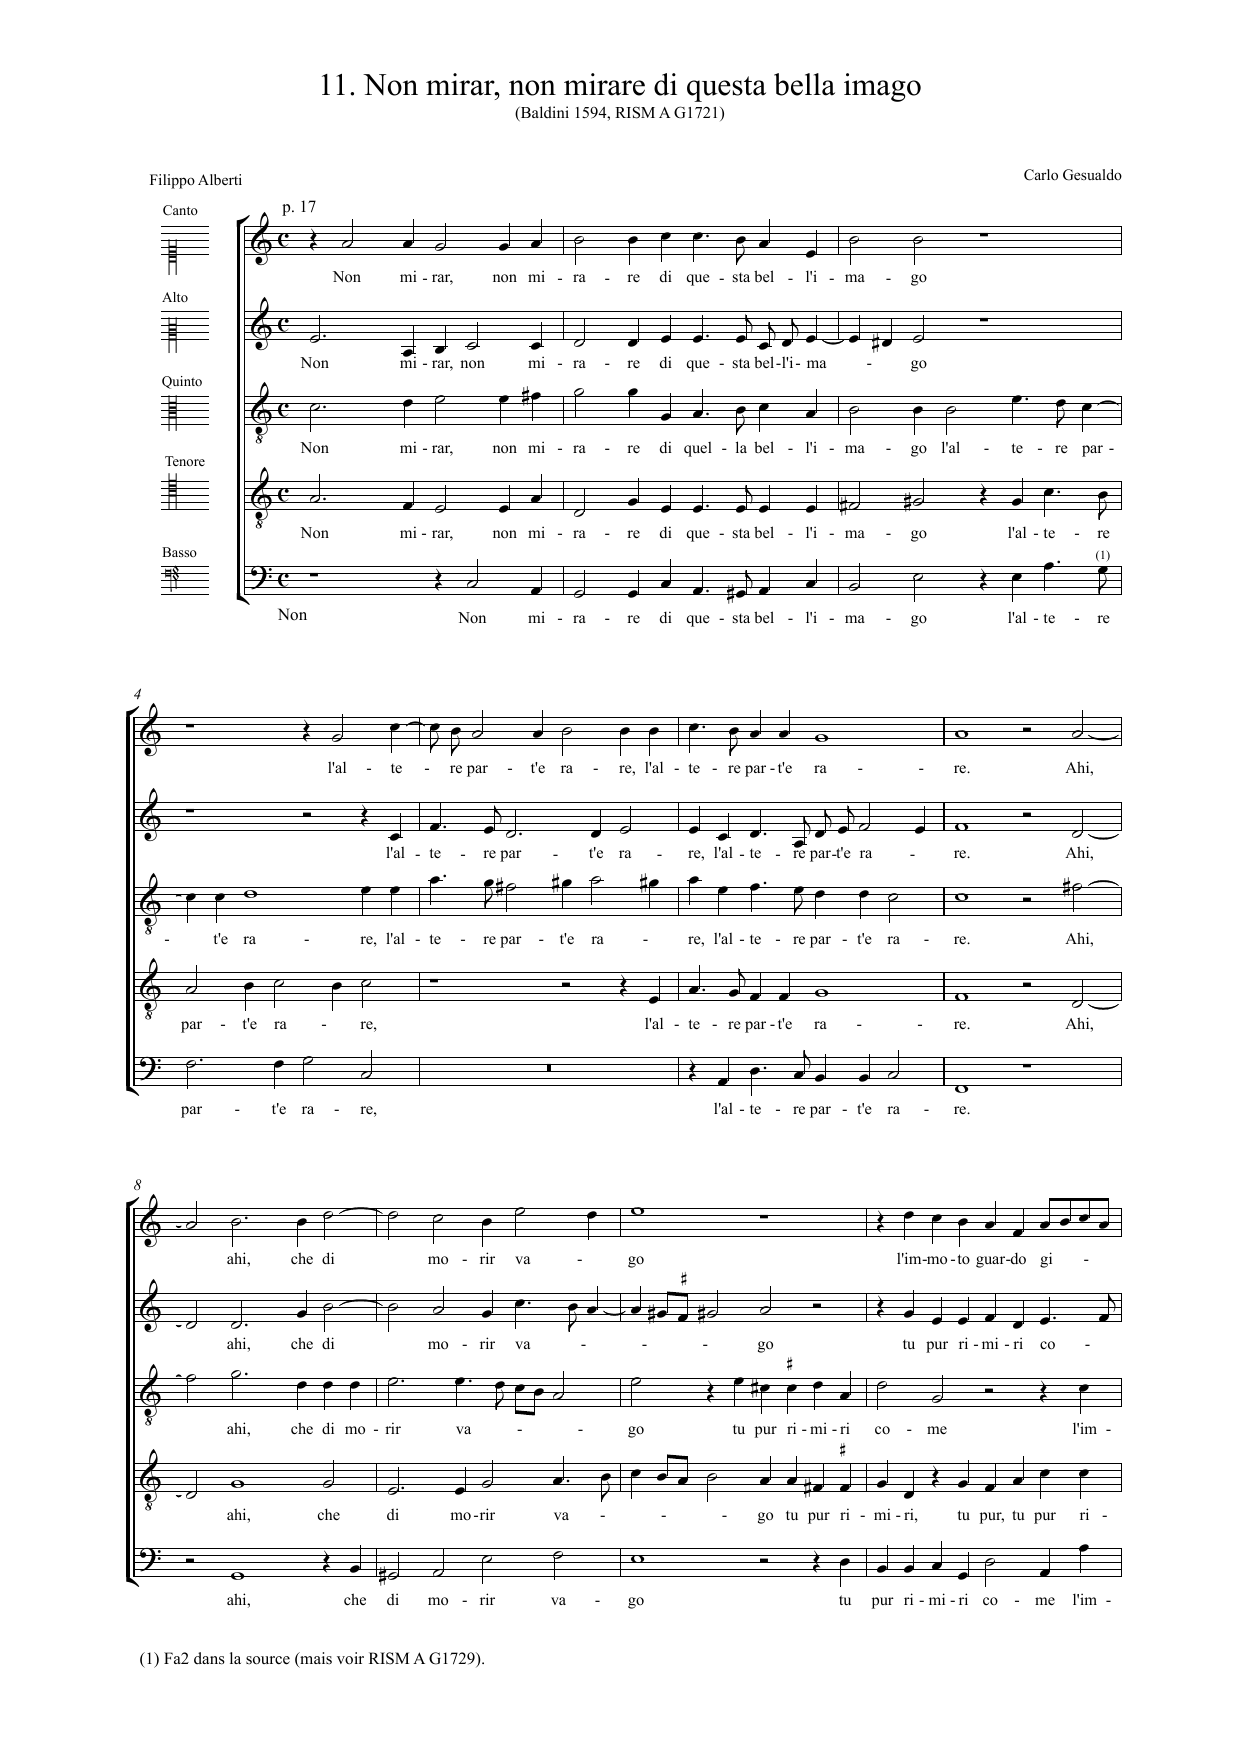 11. Non mirar, non mirare di questa bella imago
(Baldini 1594, RISM A G1721)
Filippo Alberti
Carlo Gesualdo
p. 17
Canto
Non mi - rar, non mi - ra - re di que - sta bel - l'i - ma - go
Alto
Non mi - rar, non mi - ra - re di que - sta bel - l'i - ma - go
Quinto
Non mi - rar, non mi - ra - re di quel - la bel - l'i - ma - go l'al - te - re par -
Tenore
Non mi - rar, non mi - ra - re di que - sta bel - l'i - ma - go l'al - te - re
Basso
(1)
Non Non mi - ra - re di que - sta bel - l'i - ma - go l'al - te - re
4
l'al - te - re par - t'e ra - re, l'al - te - re par - t'e ra - re. Ahi,
l'al - te - re par - t'e ra - re, l'al - te - re par - t'e ra - re. Ahi,
- t'e ra - re, l'al - te - re par - t'e ra - re, l'al - te - re par - t'e ra - re. Ahi,
par - t'e ra - re, l'al - te - re par - t'e ra - re. Ahi,
par - t'e ra - re, l'al - te - re par - t'e ra - re.
8
ahi, che di mo - rir va - go l'im - mo - to guar - do gi -
ahi, che di mo - rir va - - - go tu pur ri - mi - ri co -
ahi, che di mo - rir va - - - go tu pur ri - mi - ri co - me l'im -
ahi, che di mo - rir va - - - go tu pur ri - mi - ri, tu pur, tu pur ri -
ahi, che di mo - rir va - go tu pur ri - mi - ri co - me l'im -
(1) Fa2 dans la source (mais voir RISM A G1729).